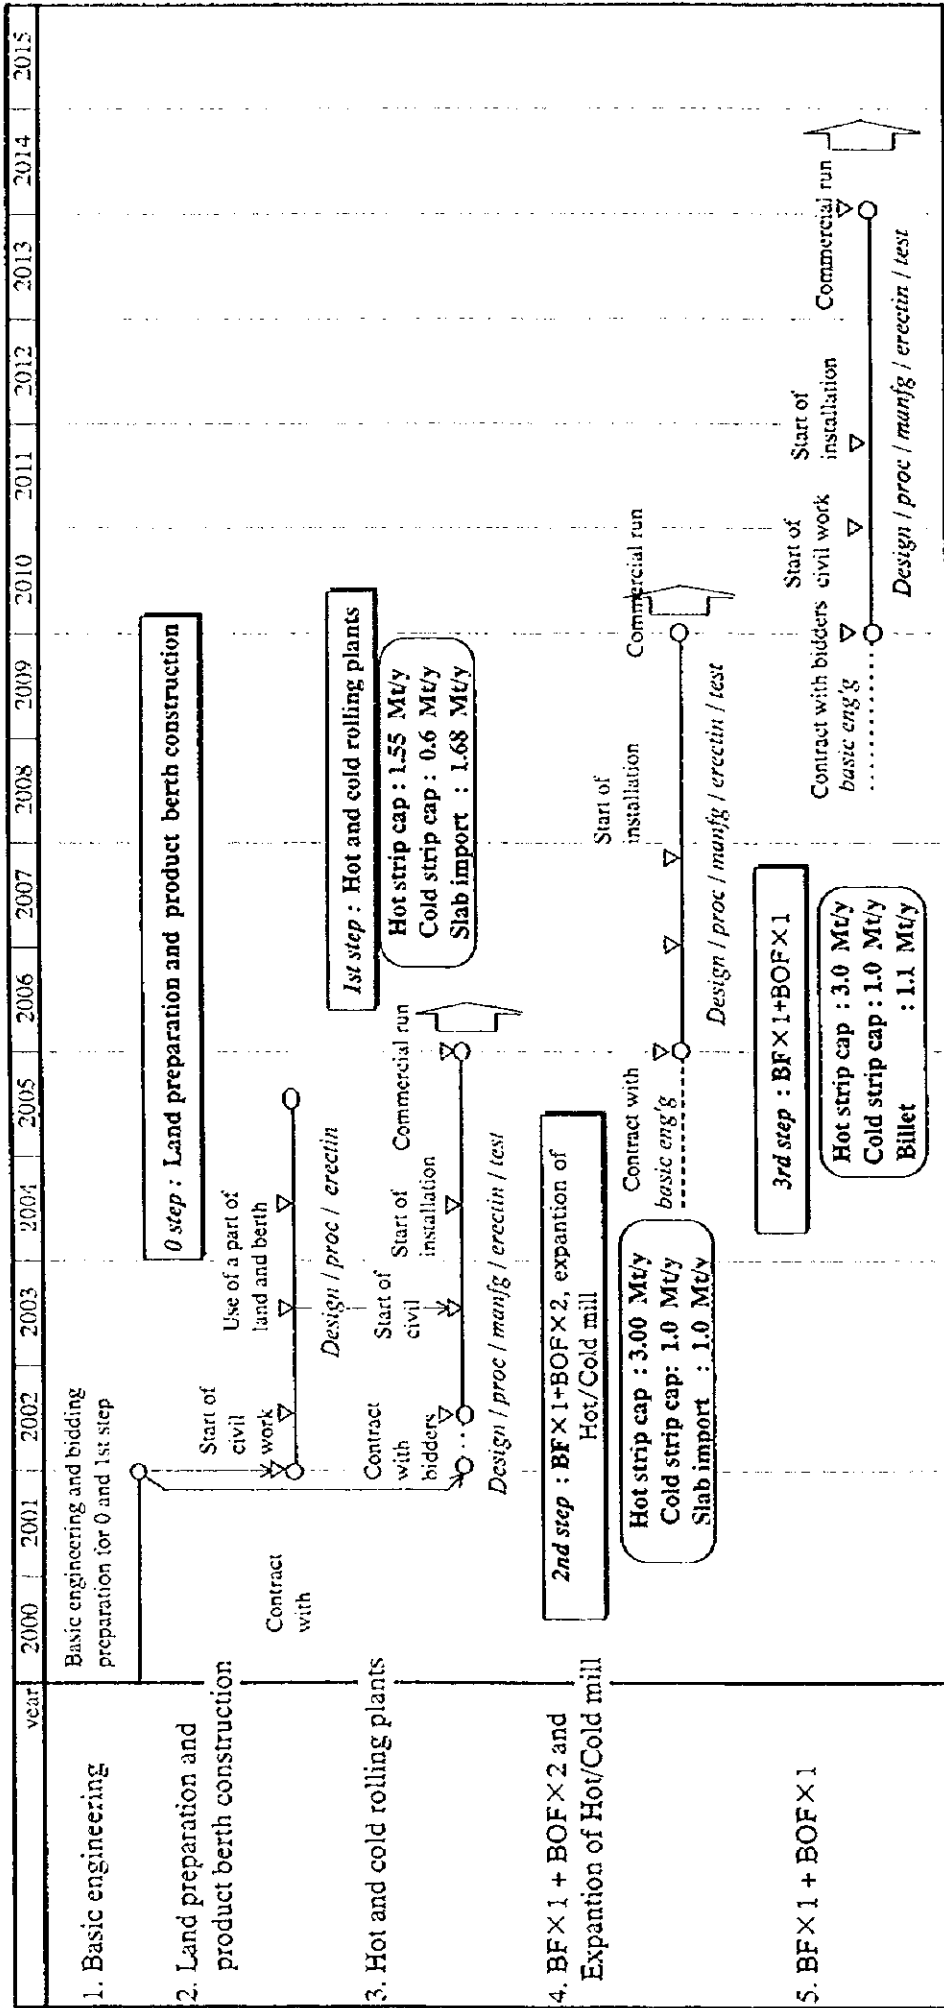 year 2000 2001 2002 2003 2004 2005 2006 2007 2008 2009 2010 2011 2012 2013 2014 2015
1. Basic engineering
Basic engineering and bidding
preparation for 0 and 1st step
0 step : Land preparation and product berth construction
2. Land preparation and
product berth construction
Contract
with
Start of
civil
work
Use of a part of
land and berth
Design / proc / erectin
1st step : Hot and cold rolling plants
Hot strip cap : 1.55 Mt/y
Cold strip cap : 0.6 Mt/y
Slab import : 1.68 Mt/y
3. Hot and cold rolling plants
Contract
with
bidders
Start of
civil
Start of
installation
Commercial run
Design / proc / manfg / erectin / test
4. BF×1 + BOF×2 and
Expantion of Hot/Cold mill
2nd step : BF×1+BOF×2, expantion of
Hot/Cold mill
Hot strip cap : 3.00 Mt/y
Cold strip cap: 1.0 Mt/y
Slab import : 1.0 Mt/y
Contract with
basic eng'g
Start of
installation
Commercial run
Design / proc / manfg / erectin / test
5. BF×1 + BOF×1
3rd step : BF×1+BOF×1
Hot strip cap : 3.0 Mt/y
Cold strip cap : 1.0 Mt/y
Billet : 1.1 Mt/y
Contract with bidders
basic eng'g
Start of
civil work
Start of
installation
Commercial run
Design / proc / manfg / erectin / test